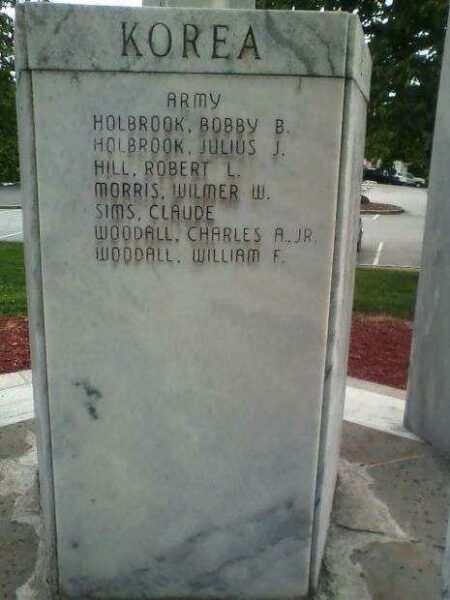 KOREA
ARMY
HOLBROOK, BOBBY B.
HOLBROOK, JULIUS J.
HILL, ROBERT L.
MORRIS, WILMER W.
SIMS, CLAUDE
WOODALL, CHARLES A., JR.
WOODALL, WILLIAM F.